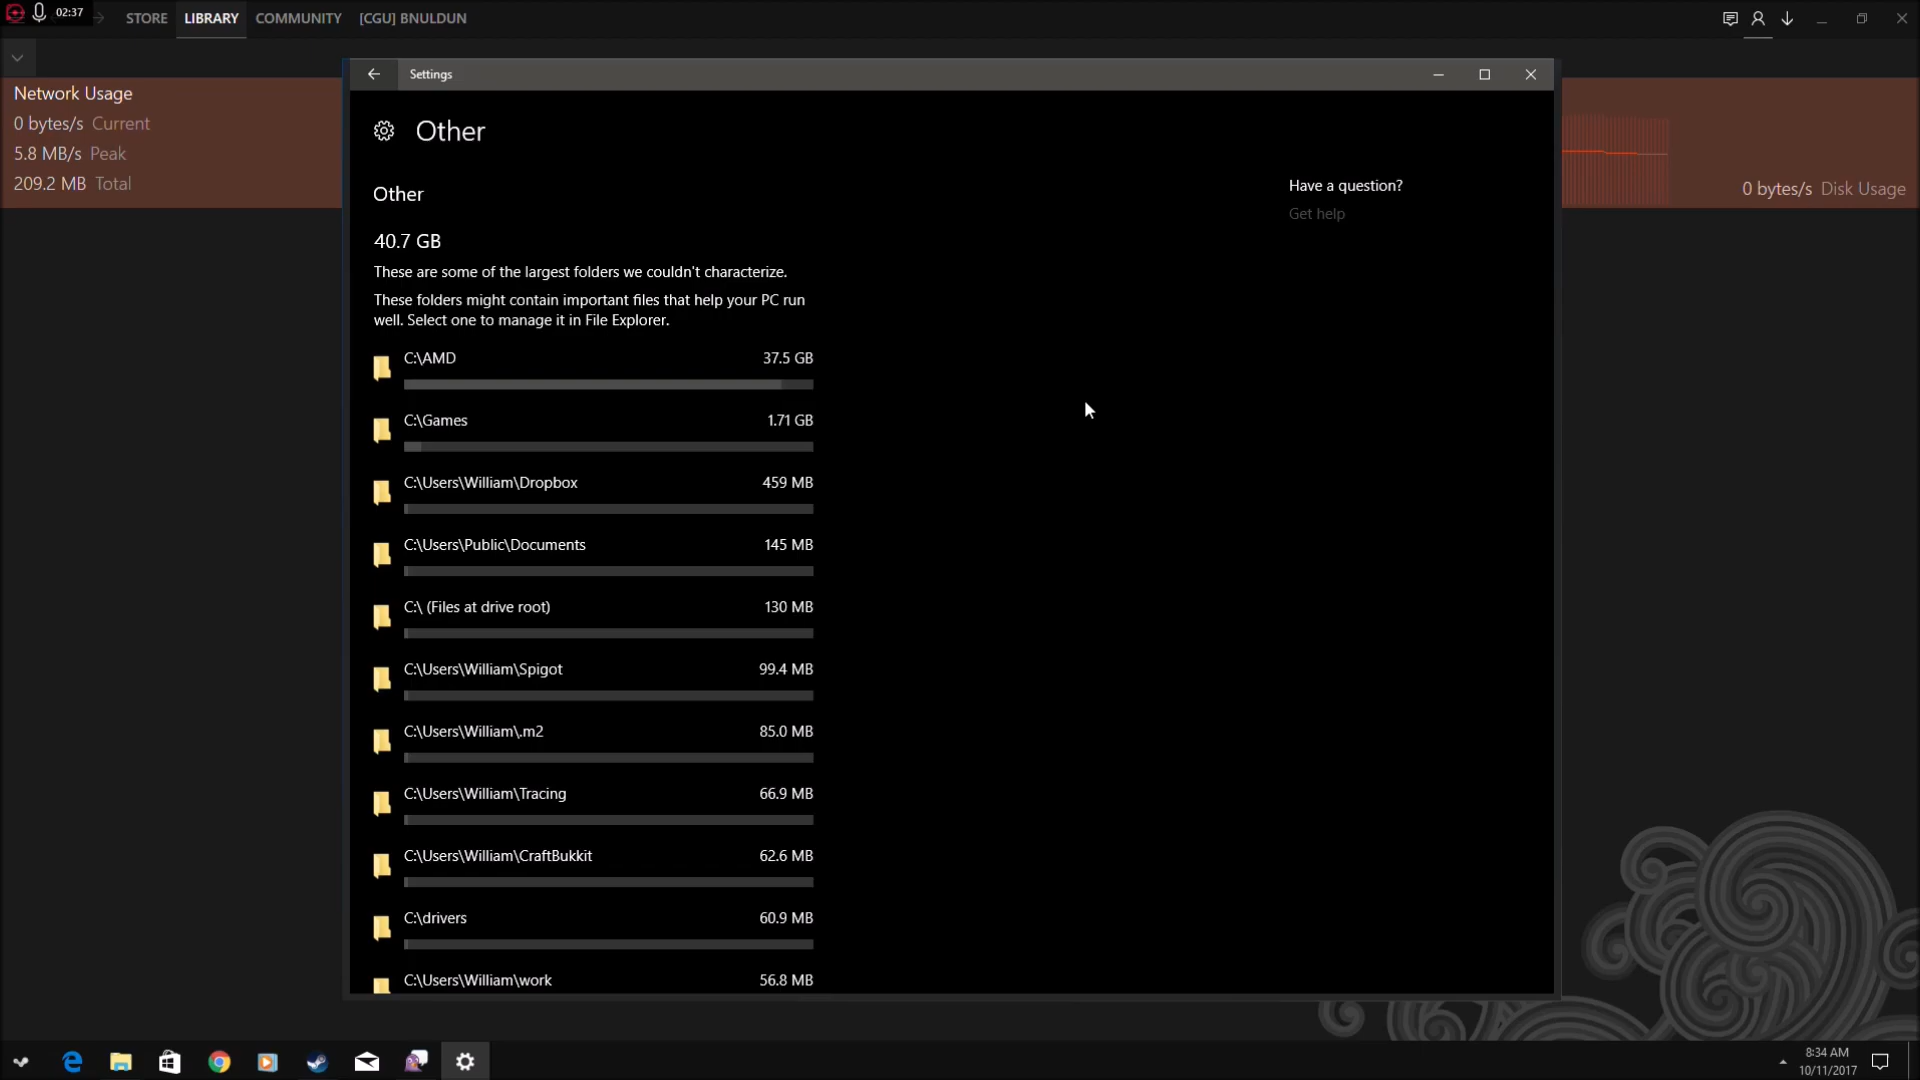 02:37
STORE LIBRARY COMMUNITY [CGU] BNULDUN
Network Usage
0 bytes/s Current
5.8 MB/s Peak
209.2 MB Total
0 bytes/s Disk Usage
Settings
Other
Other
Have a question?
Get help
40.7 GB
These are some of the largest folders we couldn't characterize.
These folders might contain important files that help your PC run
well. Select one to manage it in File Explorer.
C:\AMD 37.5 GB
C:\Games 1.71 GB
C:\Users\William\Dropbox 459 MB
C:\Users\Public\Documents 145 MB
C:\ (Files at drive root) 130 MB
C:\Users\William\Spigot 99.4 MB
C:\Users\William\.m2 85.0 MB
C:\Users\William\Tracing 66.9 MB
C:\Users\William\CraftBukkit 62.6 MB
C:\drivers 60.9 MB
C:\Users\William\work 56.8 MB
8:34 AM
10/11/2017